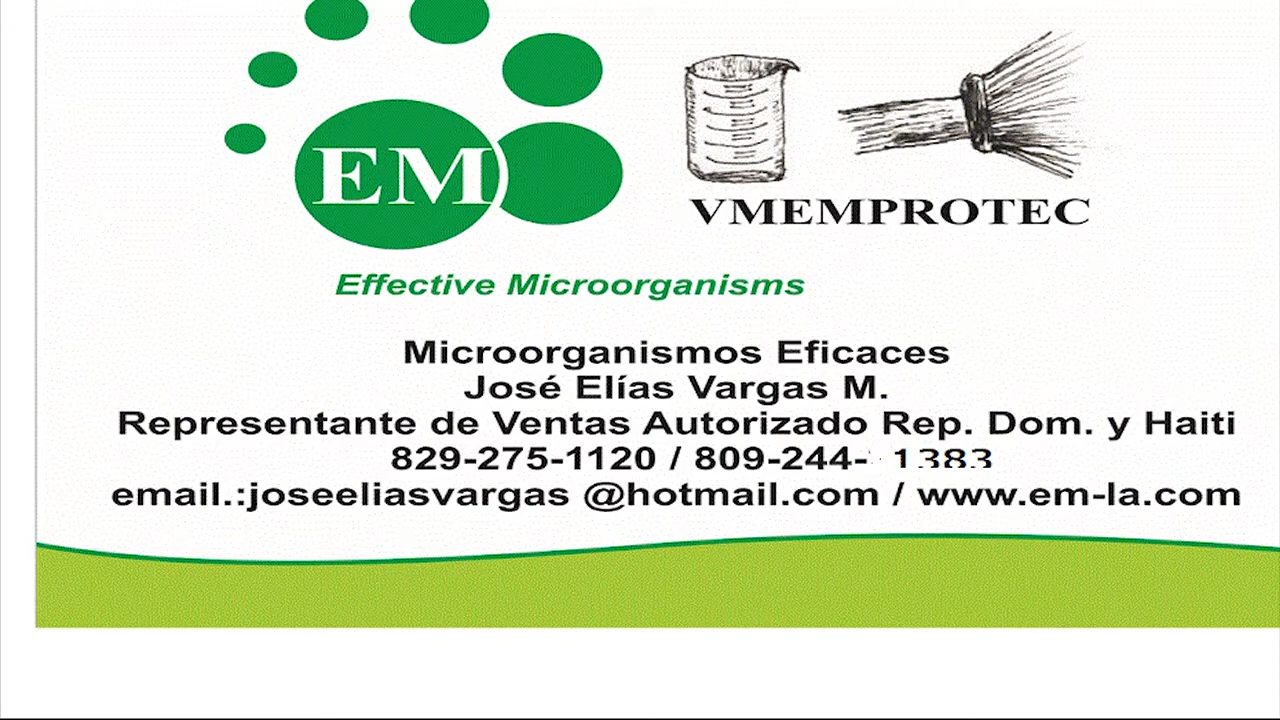 EM
VMEMPROTEC
Effective Microorganisms
Microorganismos Eficaces
José Elías Vargas M.
Representante de Ventas Autorizado Rep. Dom. y Haiti
829-275-1120 / 809-244- 1383
email.:joseeliasvargas @hotmail.com / www.em-la.com